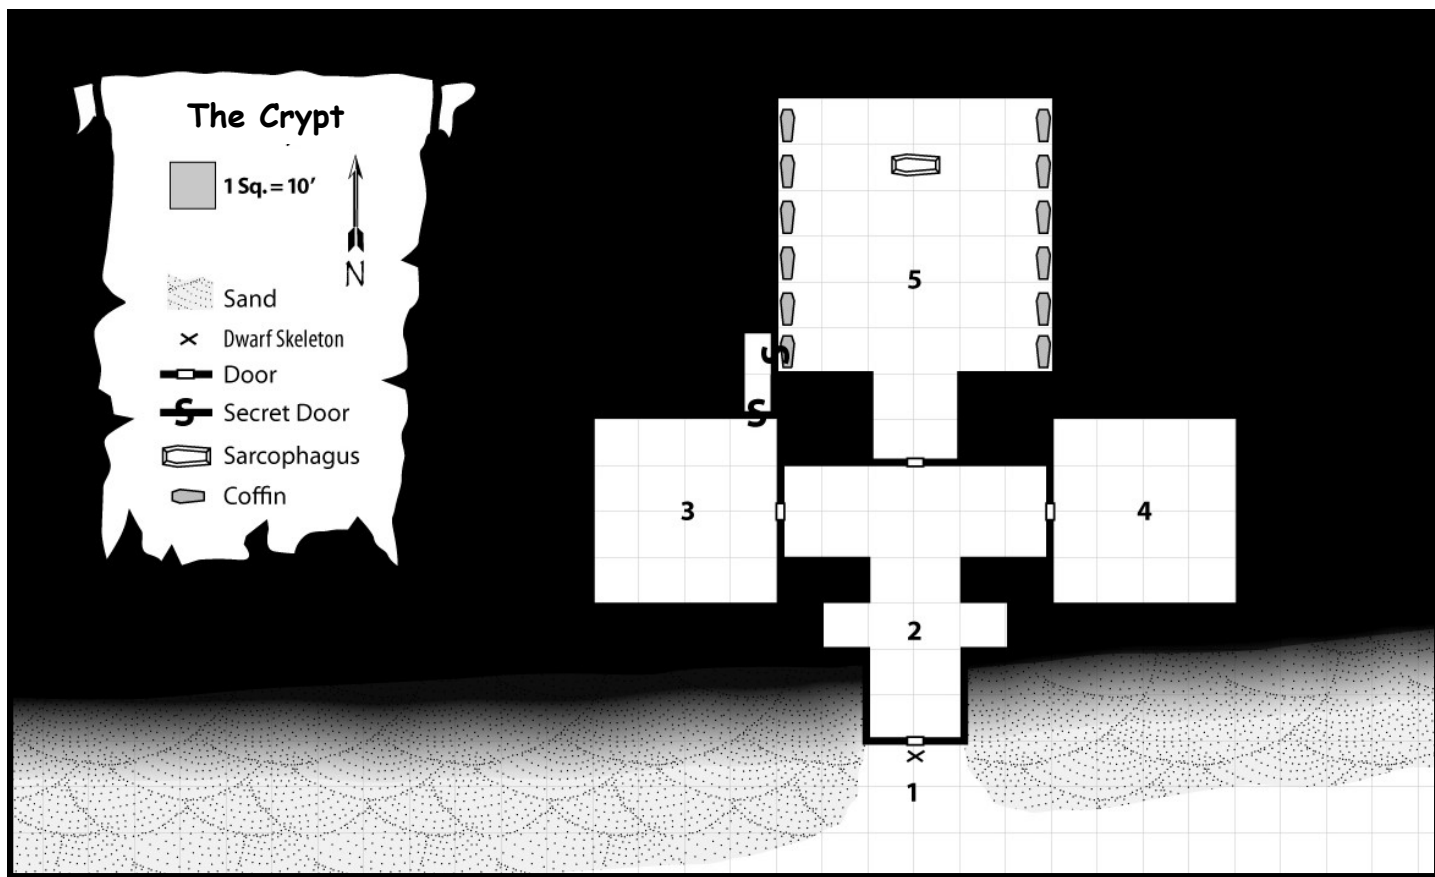 The Crypt
1 Sq. = 10’
N
Sand
Dwarf Skeleton
Door
S
Secret Door
Sarcophagus
Coffin
5
S
S
3
4
2
1